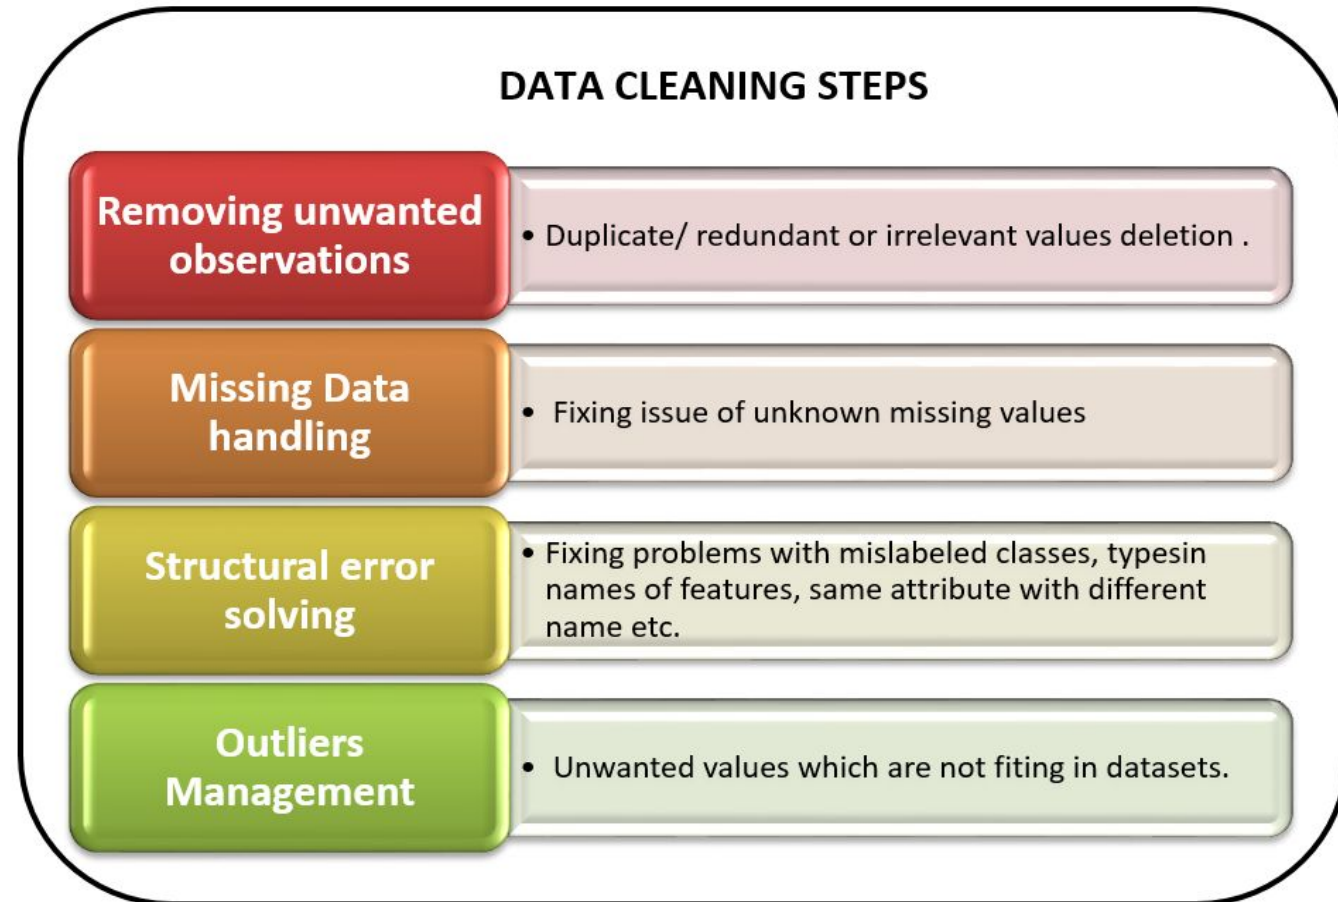 DATA CLEANING STEPS
Removing unwanted
observations
• Duplicate/ redundant or irrelevant values deletion .
Missing Data
handling
• Fixing issue of unknown missing values
Structural error
solving
• Fixing problems with mislabeled classes, typesin
names of features, same attribute with different
name etc.
Outliers
Management
• Unwanted values which are not fiting in datasets.